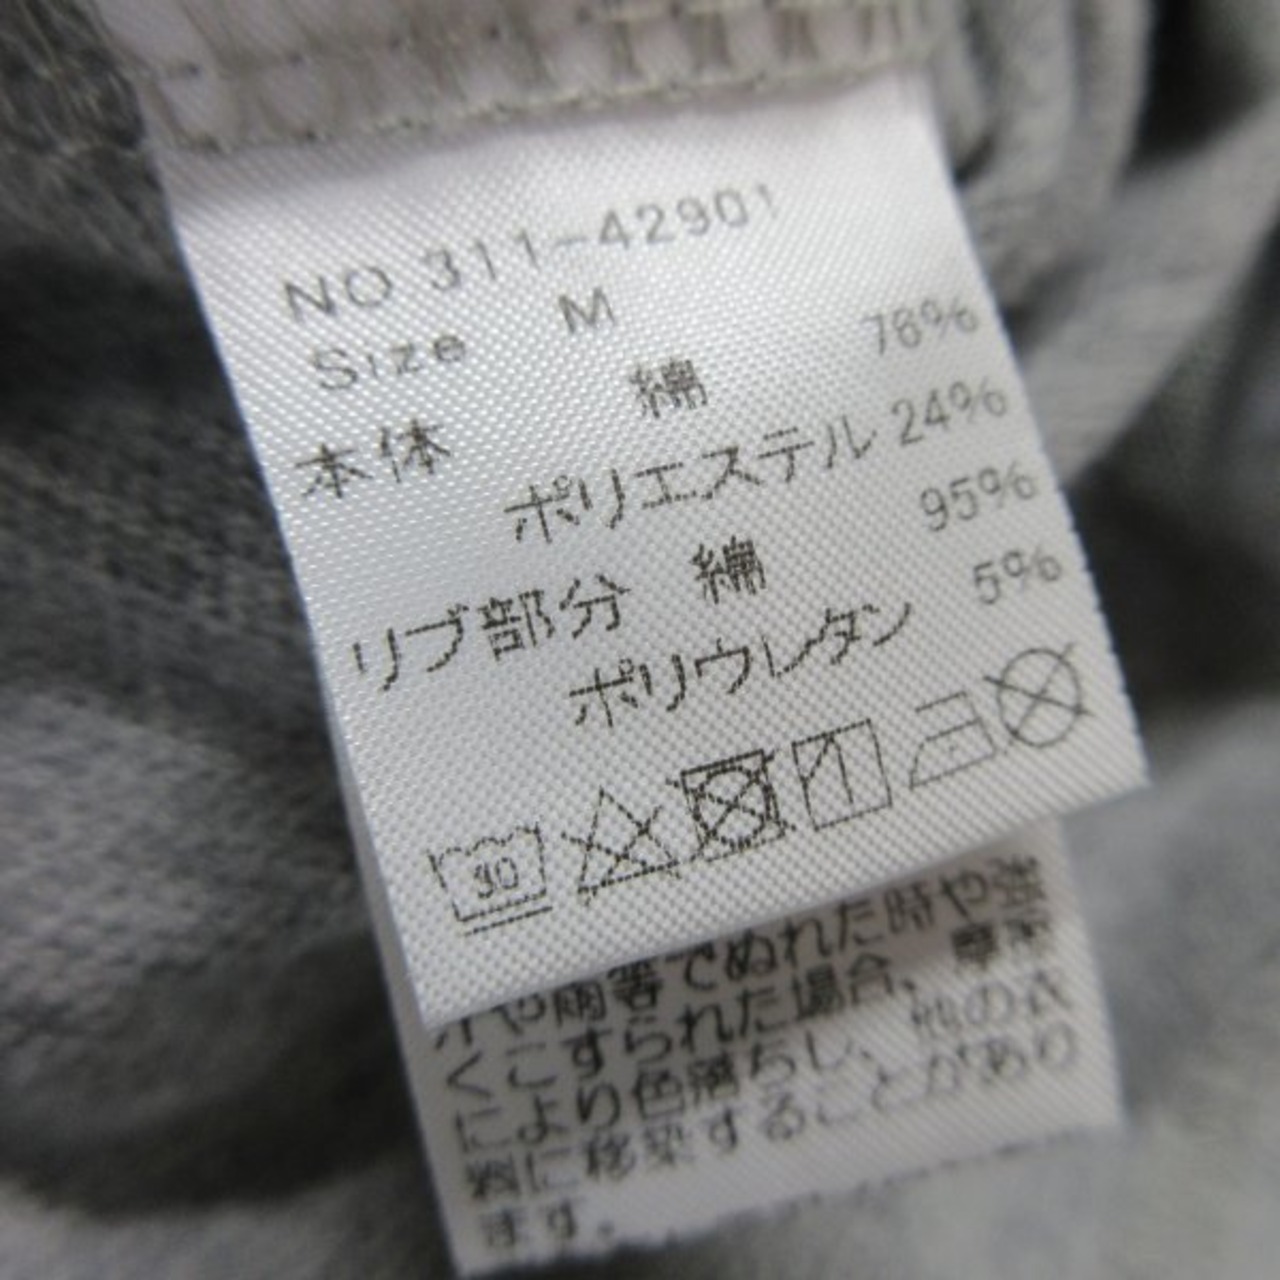 NO 311-42901
Size M
本体 綿 76%
ポリエステル 24%
リブ部分 綿 95%
ポリウレタン 5%
30
汗や雨等でぬれた時や強
くこすられた場合、摩擦
により色落ちし、他の衣
料に移染することがあり
ます。